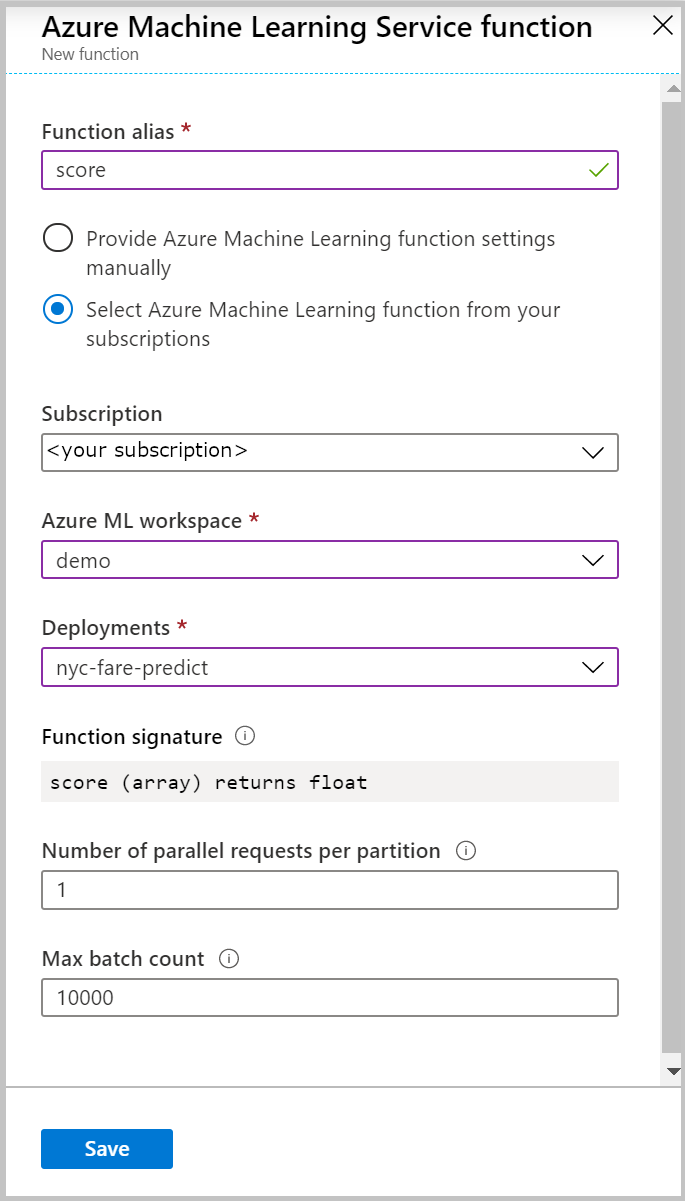 Azure Machine Learning Service function
New function
Function alias *
score
Provide Azure Machine Learning function settings
manually
Select Azure Machine Learning function from your
subscriptions
Subscription
<your subscription>
Azure ML workspace *
demo
Deployments *
nyc-fare-predict
Function signature
score (array) returns float
Number of parallel requests per partition
1
Max batch count
10000
Save